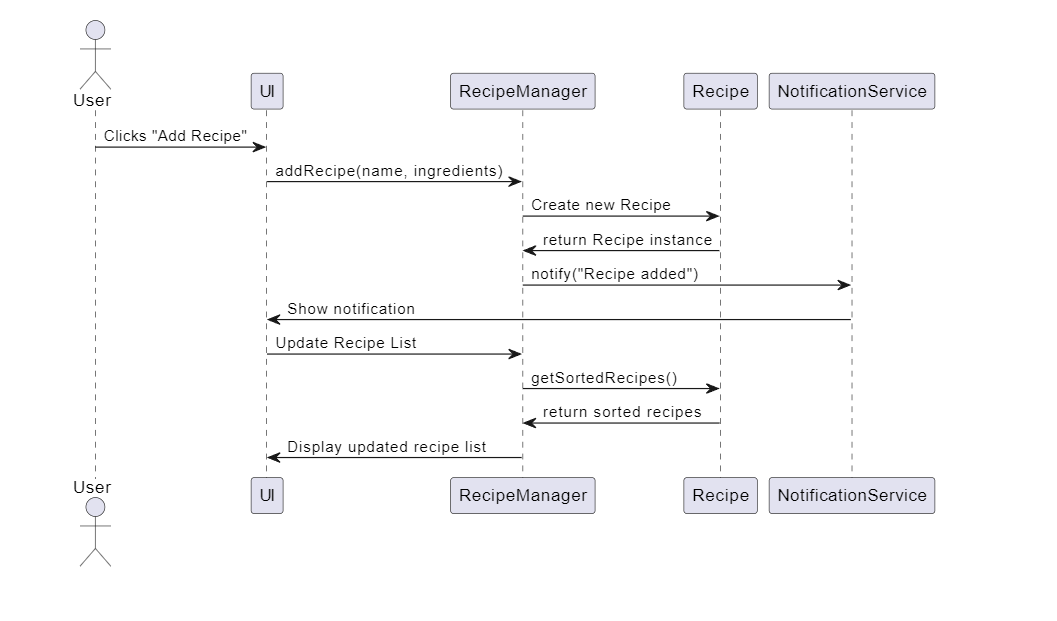 User
UI
RecipeManager
Recipe
NotificationService
Clicks "Add Recipe"
addRecipe(name, ingredients)
Create new Recipe
return Recipe instance
notify("Recipe added")
Show notification
Update Recipe List
getSortedRecipes()
return sorted recipes
Display updated recipe list
User
UI
RecipeManager
Recipe
NotificationService